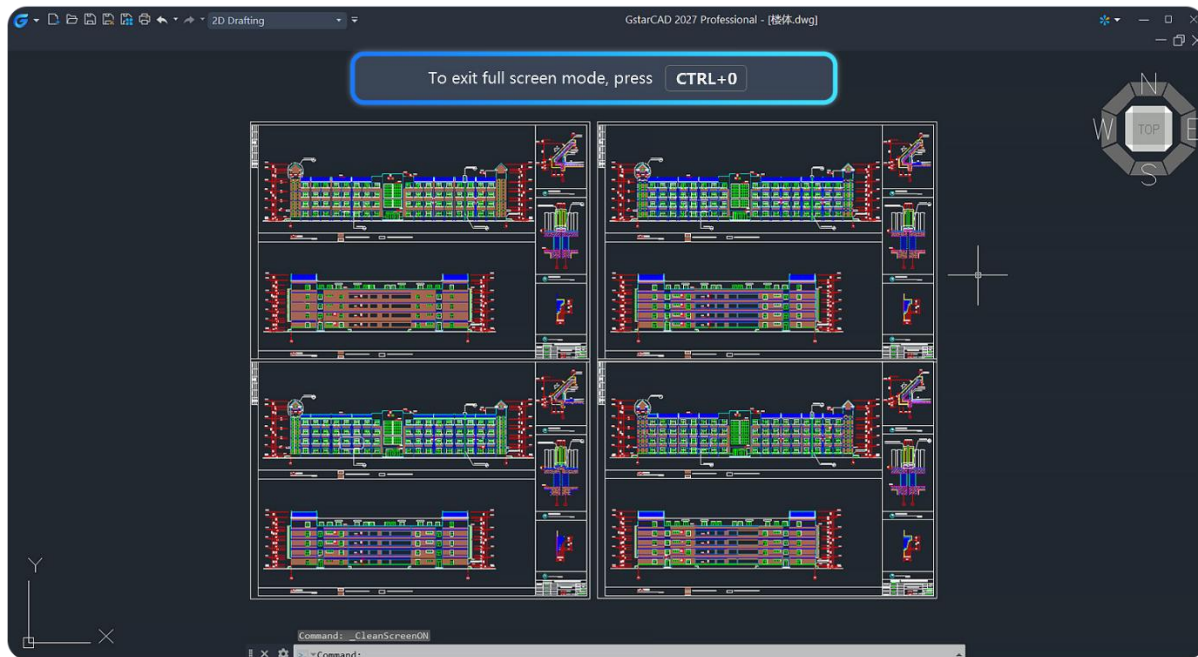 2D Drafting
GstarCAD 2027 Professional - [楼体.dwg]
To exit full screen mode, press CTRL+0
N
W TOP E
S
Y
X
Command: _CleanScreenON
Command: